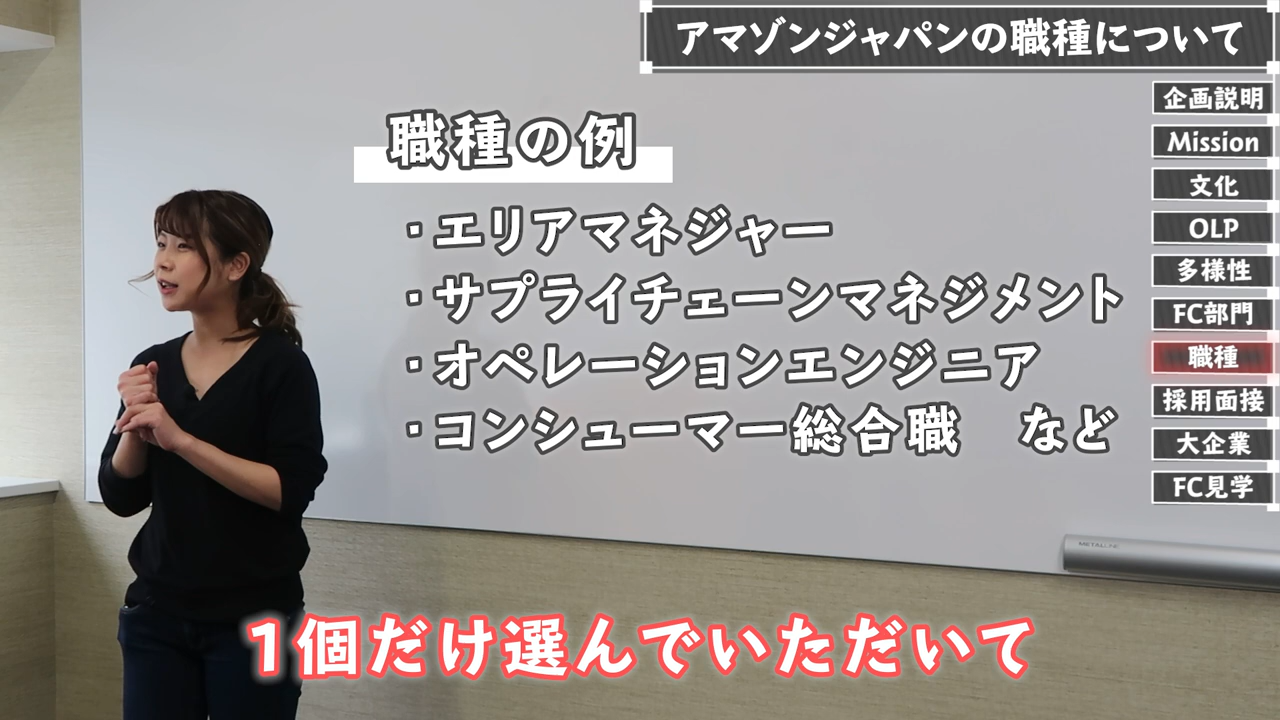 アマゾンジャパンの職種について
職種の例
・エリアマネジャー
・サプライチェーンマネジメント
・オペレーションエンジニア
・コンシューマー総合職 など
企画説明
Mission
文化
OLP
多様性
FC部門
職種
採用面接
大企業
FC見学
1個だけ選んでいただいて